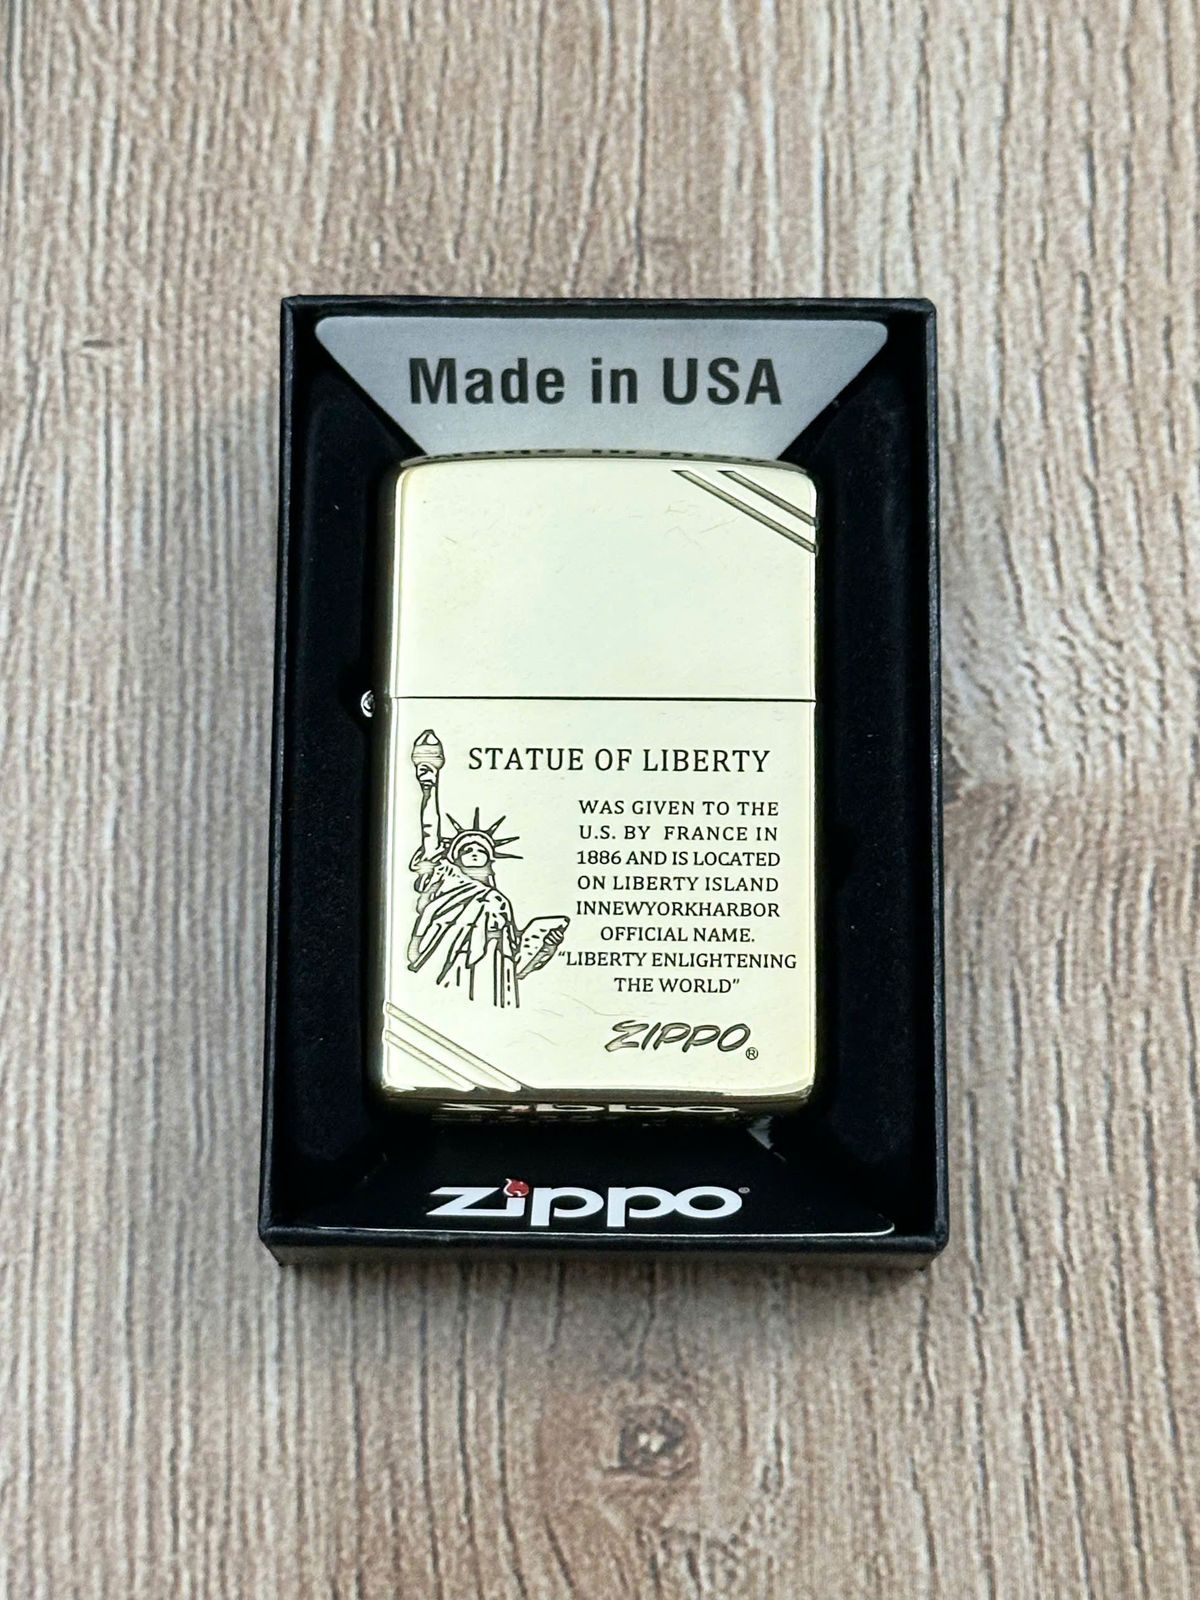 Made in USA
STATUE OF LIBERTY
WAS GIVEN TO THE
U.S. BY FRANCE IN
1886 AND IS LOCATED
ON LIBERTY ISLAND
INNEWYORKHARBOR
OFFICIAL NAME.
“LIBERTY ENLIGHTENING
THE WORLD”
ZIPPO®
zippo